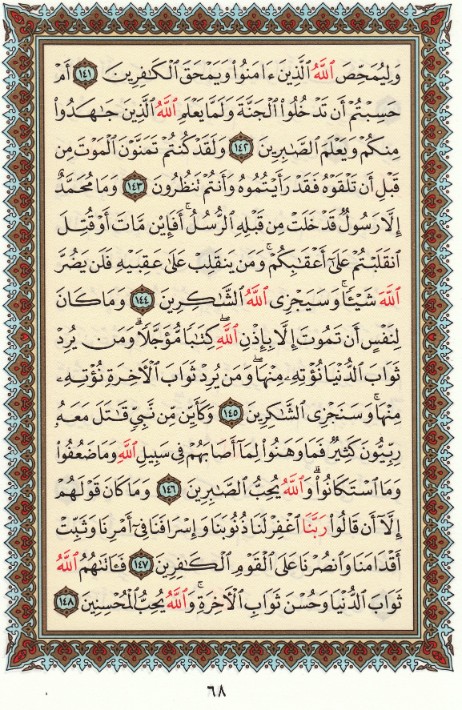 وَلِيُمَحِّصَ ٱللَّهُ ٱلَّذِينَ ءَامَنُوا۟ وَيَمْحَقَ ٱلْكَـٰفِرِينَ ١٤١ أَمْ
حَسِبْتُمْ أَن تَدْخُلُوا۟ ٱلْجَنَّةَ وَلَمَّا يَعْلَمِ ٱللَّهُ ٱلَّذِينَ جَـٰهَدُوا۟
مِنكُمْ وَيَعْلَمَ ٱلصَّـٰبِرِينَ ١٤٢ وَلَقَدْ كُنتُمْ تَمَنَّوْنَ ٱلْمَوْتَ مِن
قَبْلِ أَن تَلْقَوْهُ فَقَدْ رَأَيْتُمُوهُ وَأَنتُمْ تَنظُرُونَ ١٤٣ وَمَا مُحَمَّدٌ
إِلَّا رَسُولٌ قَدْ خَلَتْ مِن قَبْلِهِ ٱلرُّسُلُ ۚ أَفَإِي۟ن مَّاتَ أَوْ قُتِلَ
ٱنقَلَبْتُمْ عَلَىٰٓ أَعْقَـٰبِكُمْ ۚ وَمَن يَنقَلِبْ عَلَىٰ عَقِبَيْهِ فَلَن يَضُرَّ
ٱللَّهَ شَيْـًٔا ۗ وَسَيَجْزِى ٱللَّهُ ٱلشَّـٰكِرِينَ ١٤٤ وَمَا كَانَ
لِنَفْسٍ أَن تَمُوتَ إِلَّا بِإِذْنِ ٱللَّهِ كِتَـٰبًا مُّؤَجَّلًا ۗ وَمَن يُرِدْ
ثَوَابَ ٱلدُّنْيَا نُؤْتِهِۦ مِنْهَا وَمَن يُرِدْ ثَوَابَ ٱلْـَٔاخِرَةِ نُؤْتِهِۦ
مِنْهَا ۚ وَسَنَجْزِى ٱلشَّـٰكِرِينَ ١٤٥ وَكَأَيِّن مِّن نَّبِىٍّ قَـٰتَلَ مَعَهُۥ
رِبِّيُّونَ كَثِيرٌ فَمَا وَهَنُوا۟ لِمَآ أَصَابَهُمْ فِى سَبِيلِ ٱللَّهِ وَمَا ضَعُفُوا۟
وَمَا ٱسْتَكَانُوا۟ ۗ وَٱللَّهُ يُحِبُّ ٱلصَّـٰبِرِينَ ١٤٦ وَمَا كَانَ قَوْلَهُمْ
إِلَّآ أَن قَالُوا۟ رَبَّنَا ٱغْفِرْ لَنَا ذُنُوبَنَا وَإِسْرَافَنَا فِىٓ أَمْرِنَا وَثَبِّتْ
أَقْدَامَنَا وَٱنصُرْنَا عَلَى ٱلْقَوْمِ ٱلْكَـٰفِرِينَ ١٤٧ فَـَٔاتَىٰهُمُ ٱللَّهُ
ثَوَابَ ٱلدُّنْيَا وَحُسْنَ ثَوَابِ ٱلْـَٔاخِرَةِ ۗ وَٱللَّهُ يُحِبُّ ٱلْمُحْسِنِينَ ١٤٨
٦٨